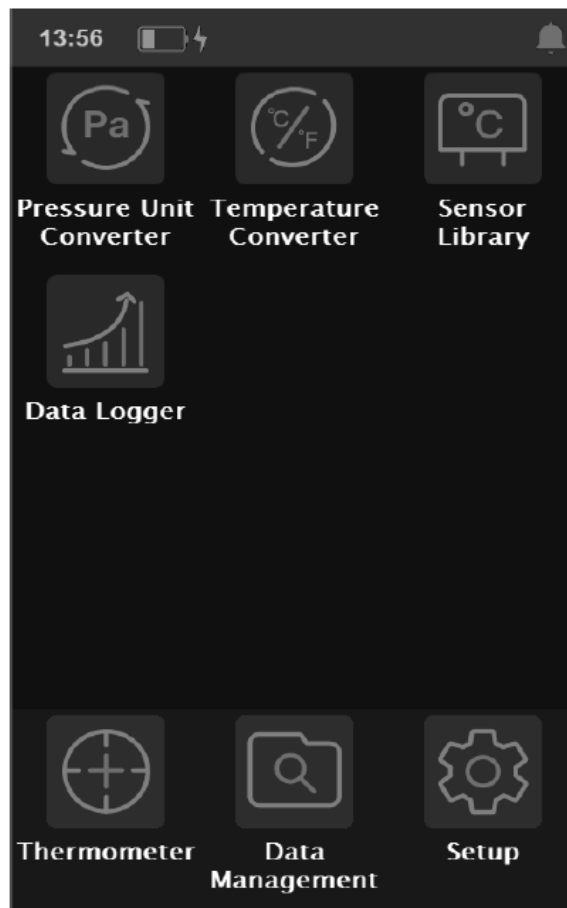 13:56
Pa
°C/°F
°C
Pressure Unit
Converter
Temperature
Converter
Sensor
Library
Data Logger
Thermometer
Data
Management
Setup